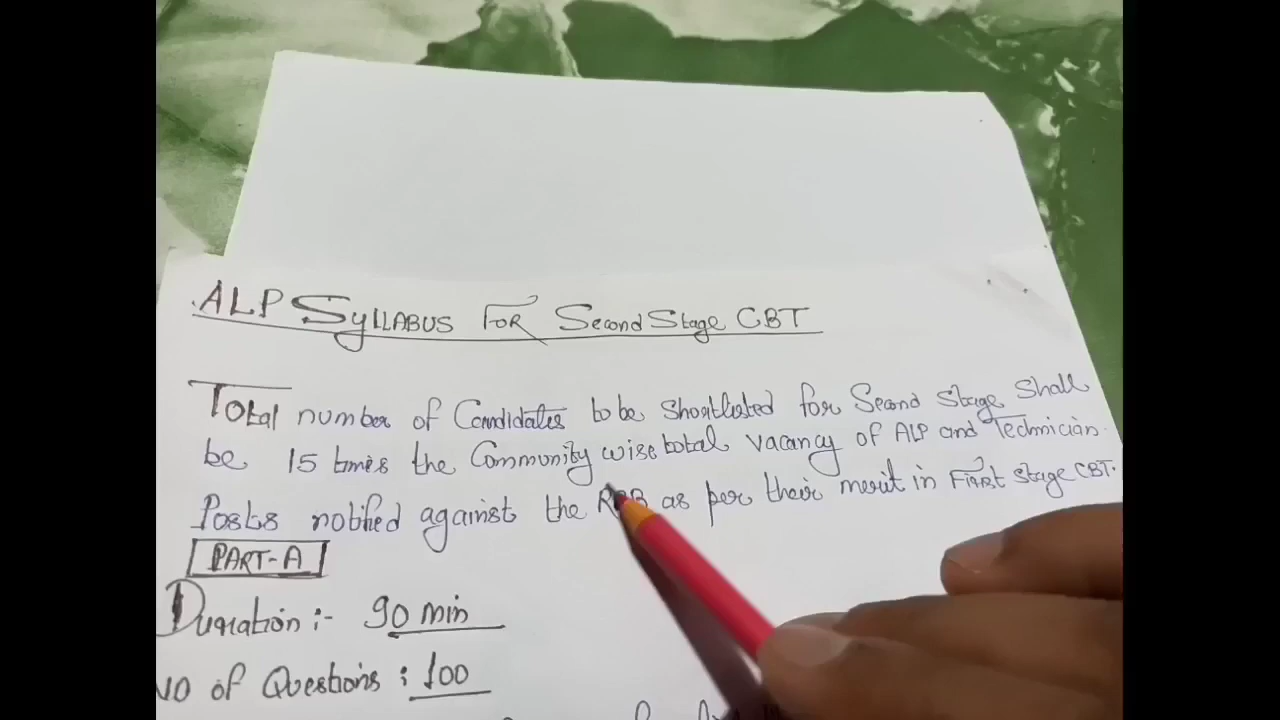 ALP SYLLABUS FOR Second Stage CBT
Total number of Candidates to be Shortlisted for Second Stage Shall
be 15 times the Community wise total vacancy of ALP and Technician.
Posts notified against the RRB as per their merit in First Stage CBT.
PART-A
Duration :- 90 min
NO of Questions : 100